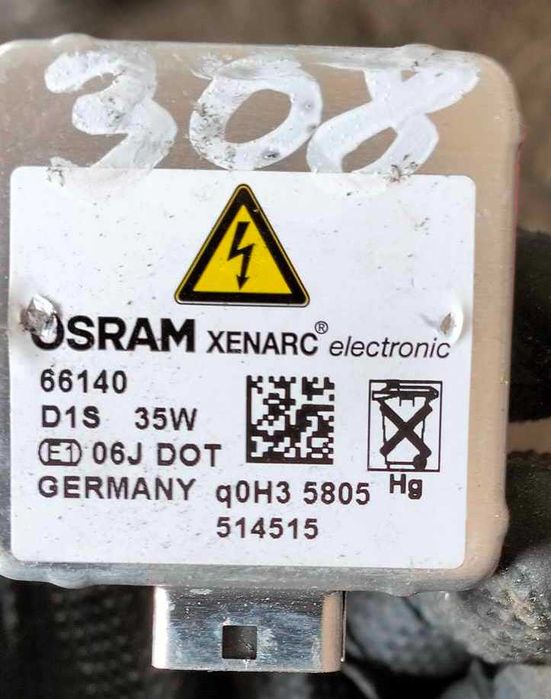 308
OSRAM XENARC® electronic
66140
D1S 35W
E1 06J DOT
GERMANY q0H3 5805
Hg
514515